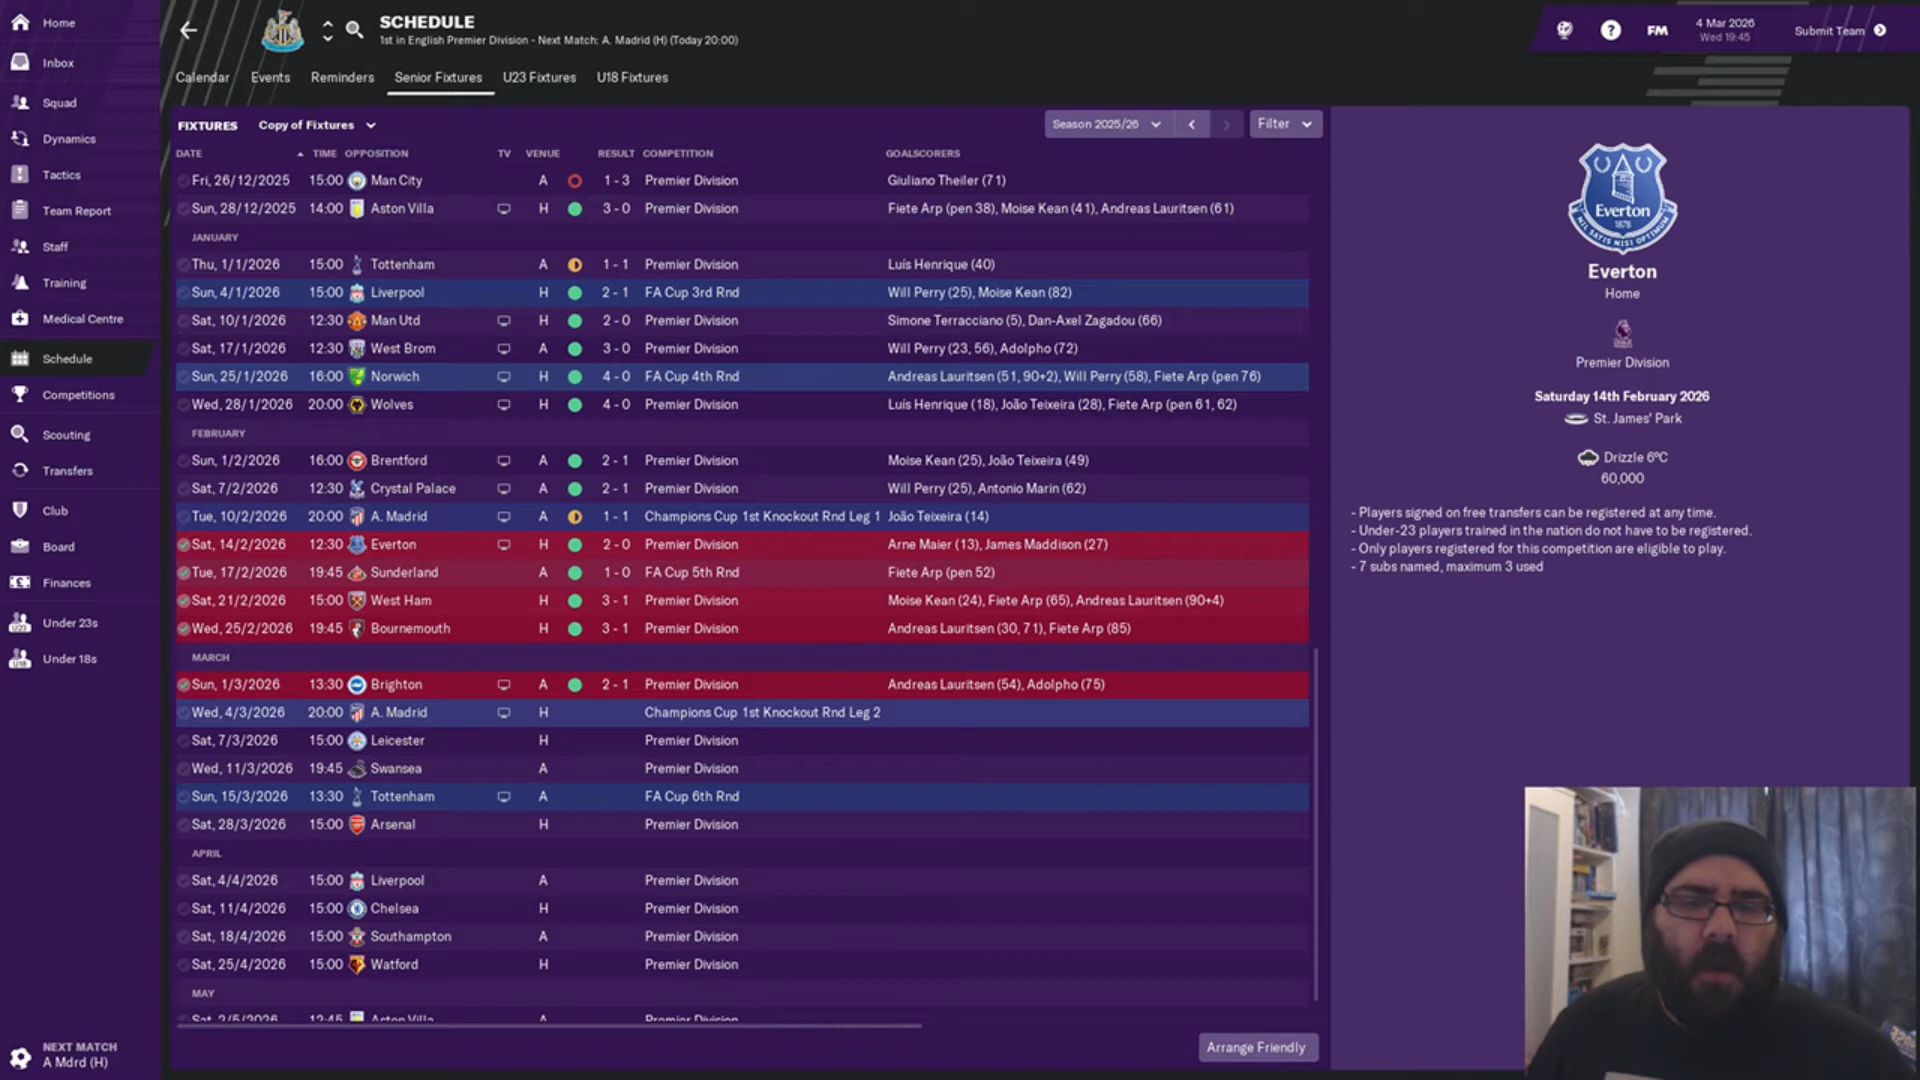 Home
Inbox
Squad
Dynamics
Tactics
Team Report
Staff
Training
Medical Centre
Schedule
Competitions
Scouting
Transfers
Club
Board
Finances
Under 23s
Under 18s
NEXT MATCH
A Mdrd (H)
SCHEDULE
1st in English Premier Division - Next Match: A. Madrid (H) (Today 20:00)
FM
4 Mar 2026
Wed 19:45
Submit Team
Calendar Events Reminders Senior Fixtures U23 Fixtures U18 Fixtures
FIXTURES Copy of Fixtures Season 2025/26 Filter
DATE TIME OPPOSITION TV VENUE RESULT COMPETITION GOALSCORERS
Fri, 26/12/2025 15:00 Man City A 1 - 3 Premier Division Giuliano Theiler (71)
Sun, 28/12/2025 14:00 Aston Villa H 3 - 0 Premier Division Fiete Arp (pen 38), Moise Kean (41), Andreas Lauritsen (61)
JANUARY
Thu, 1/1/2026 15:00 Tottenham A 1 - 1 Premier Division Luís Henrique (40)
Sun, 4/1/2026 15:00 Liverpool H 2 - 1 FA Cup 3rd Rnd Will Perry (25), Moise Kean (82)
Sat, 10/1/2026 12:30 Man Utd H 2 - 0 Premier Division Simone Terracciano (5), Dan-Axel Zagadou (66)
Sat, 17/1/2026 12:30 West Brom A 3 - 0 Premier Division Will Perry (23, 56), Adolpho (72)
Sun, 25/1/2026 16:00 Norwich H 4 - 0 FA Cup 4th Rnd Andreas Lauritsen (51, 90+2), Will Perry (58), Fiete Arp (pen 76)
Wed, 28/1/2026 20:00 Wolves H 4 - 0 Premier Division Luís Henrique (18), João Teixeira (28), Fiete Arp (pen 61, 62)
FEBRUARY
Sun, 1/2/2026 16:00 Brentford A 2 - 1 Premier Division Moise Kean (25), João Teixeira (49)
Sat, 7/2/2026 12:30 Crystal Palace A 2 - 1 Premier Division Will Perry (25), Antonio Marin (62)
Tue, 10/2/2026 20:00 A. Madrid A 1 - 1 Champions Cup 1st Knockout Rnd Leg 1 João Teixeira (14)
Sat, 14/2/2026 12:30 Everton H 2 - 0 Premier Division Arne Maier (13), James Maddison (27)
Tue, 17/2/2026 19:45 Sunderland A 1 - 0 FA Cup 5th Rnd Fiete Arp (pen 52)
Sat, 21/2/2026 15:00 West Ham H 3 - 1 Premier Division Moise Kean (24), Fiete Arp (65), Andreas Lauritsen (90+4)
Wed, 25/2/2026 19:45 Bournemouth H 3 - 1 Premier Division Andreas Lauritsen (30, 71), Fiete Arp (85)
MARCH
Sun, 1/3/2026 13:30 Brighton A 2 - 1 Premier Division Andreas Lauritsen (54), Adolpho (75)
Wed, 4/3/2026 20:00 A. Madrid H Champions Cup 1st Knockout Rnd Leg 2
Sat, 7/3/2026 15:00 Leicester H Premier Division
Wed, 11/3/2026 19:45 Swansea A Premier Division
Sun, 15/3/2026 13:30 Tottenham A FA Cup 6th Rnd
Sat, 28/3/2026 15:00 Arsenal H Premier Division
APRIL
Sat, 4/4/2026 15:00 Liverpool A Premier Division
Sat, 11/4/2026 15:00 Chelsea H Premier Division
Sat, 18/4/2026 15:00 Southampton A Premier Division
Sat, 25/4/2026 15:00 Watford H Premier Division
MAY
Sat, 2/5/2026 12:45 Aston Villa A Premier Division
Arrange Friendly
Everton
1878
NIL SATIS NISI OPTIMUM
Everton
Home
Premier Division
Saturday 14th February 2026
St. James' Park
Drizzle 6ºC
60,000
- Players signed on free transfers can be registered at any time.
- Under-23 players trained in the nation do not have to be registered.
- Only players registered for this competition are eligible to play.
- 7 subs named, maximum 3 used